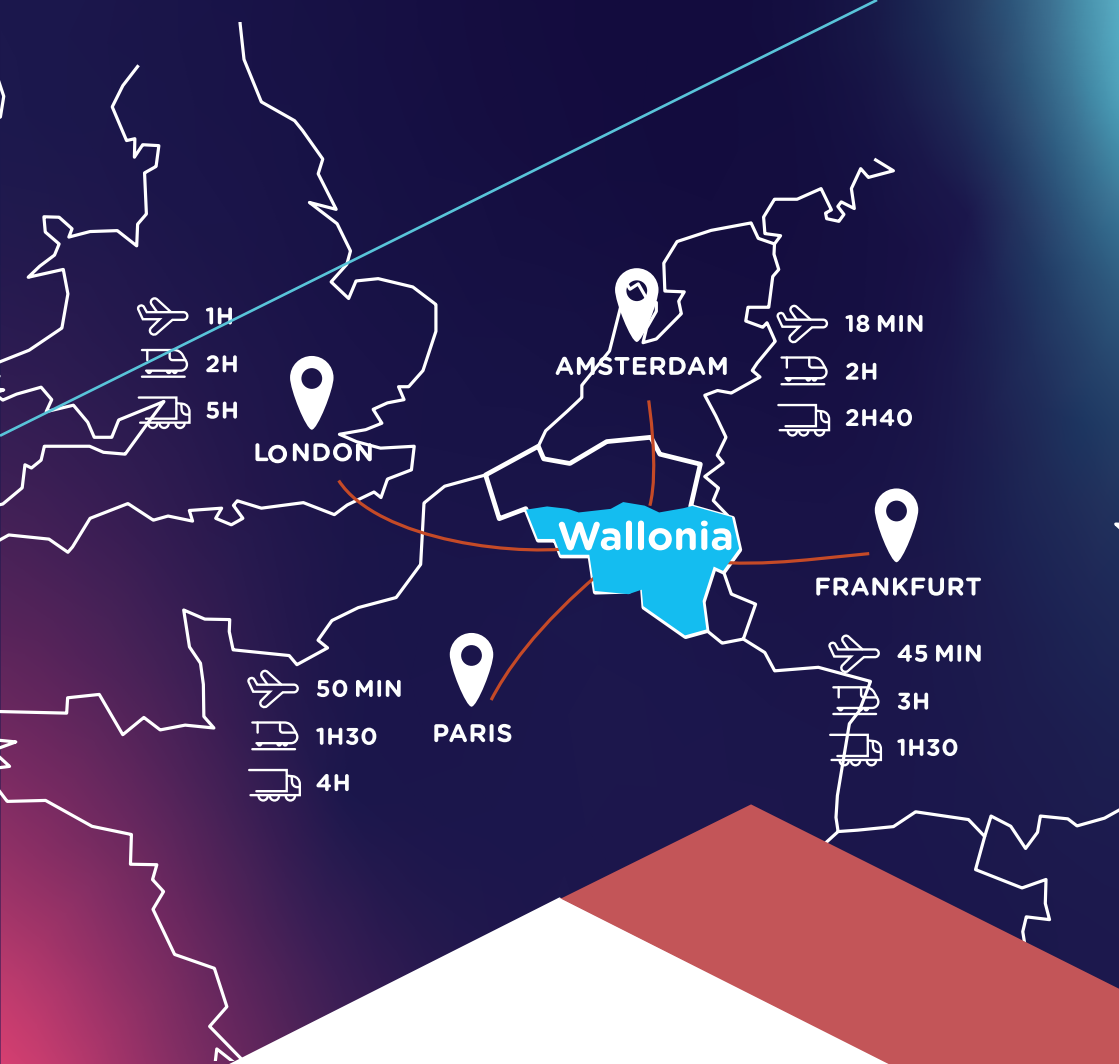 1H
2H
5H
LONDON
AMSTERDAM
18 MIN
2H
2H40
Wallonia
FRANKFURT
45 MIN
3H
1H30
PARIS
50 MIN
1H30
4H